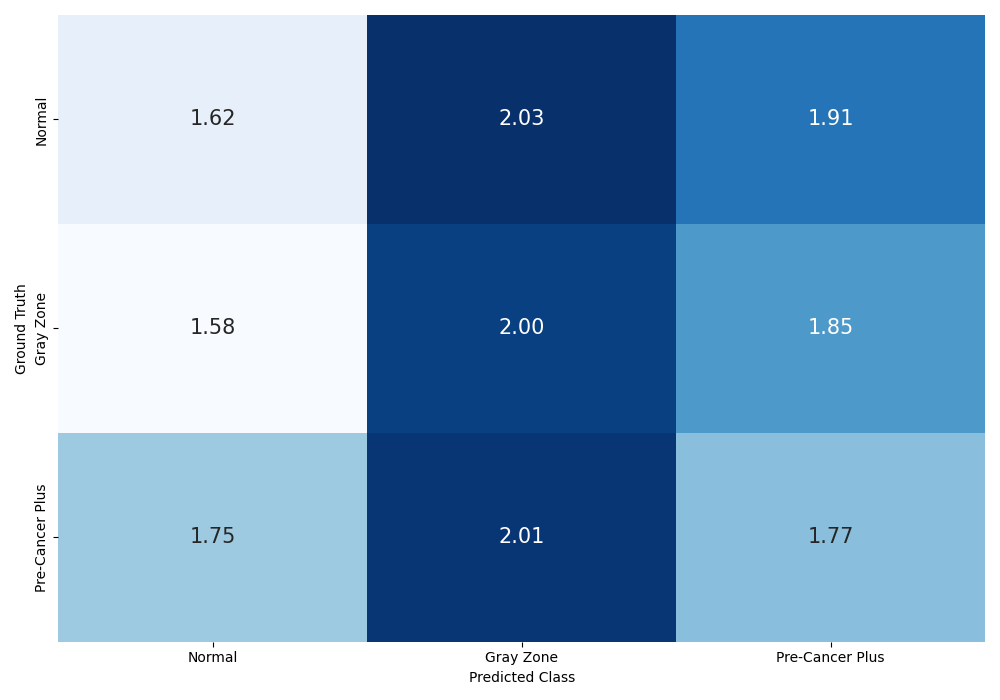 Ground Truth
Normal
1.62
2.03
1.91
Gray Zone
1.58
2.00
1.85
Pre-Cancer Plus
1.75
2.01
1.77
Normal
Gray Zone
Pre-Cancer Plus
Predicted Class